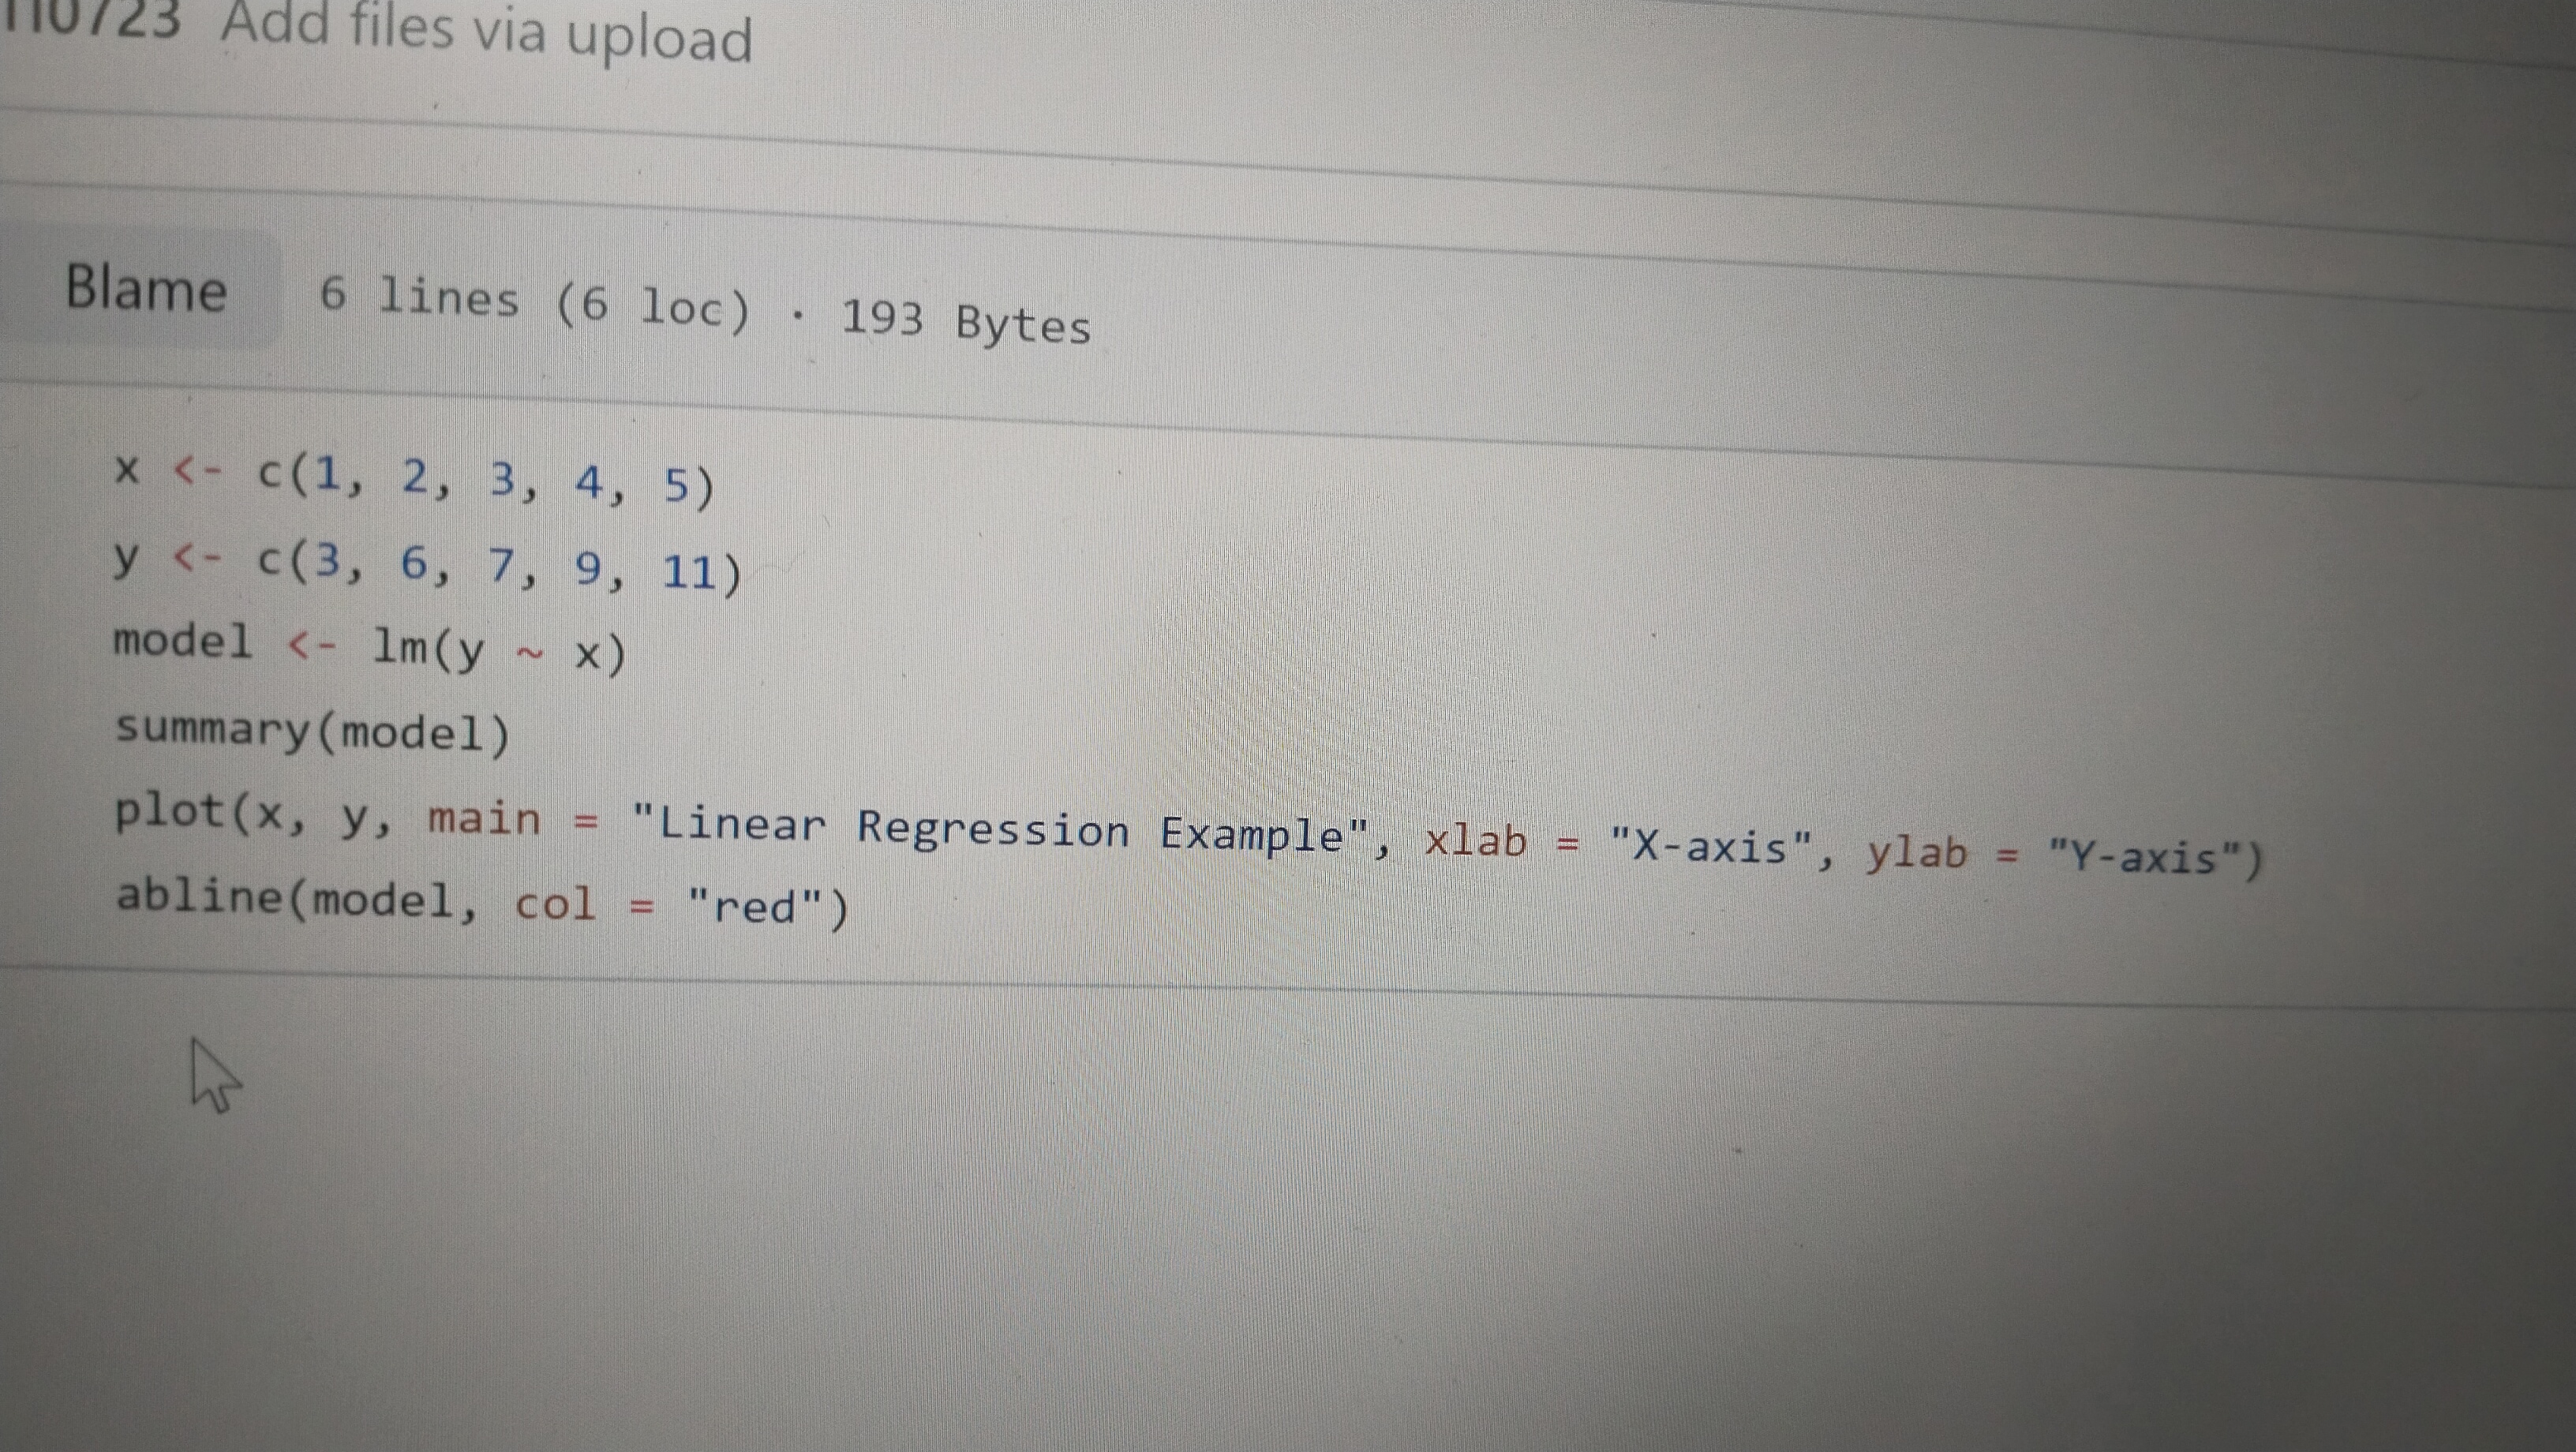 Add files via upload
Blame 6 lines (6 loc) · 193 Bytes
x <- c(1, 2, 3, 4, 5)
y <- c(3, 6, 7, 9, 11)
model <- lm(y ~ x)
summary(model)
plot(x, y, main = "Linear Regression Example", xlab = "X-axis", ylab = "Y-axis")
abline(model, col = "red")